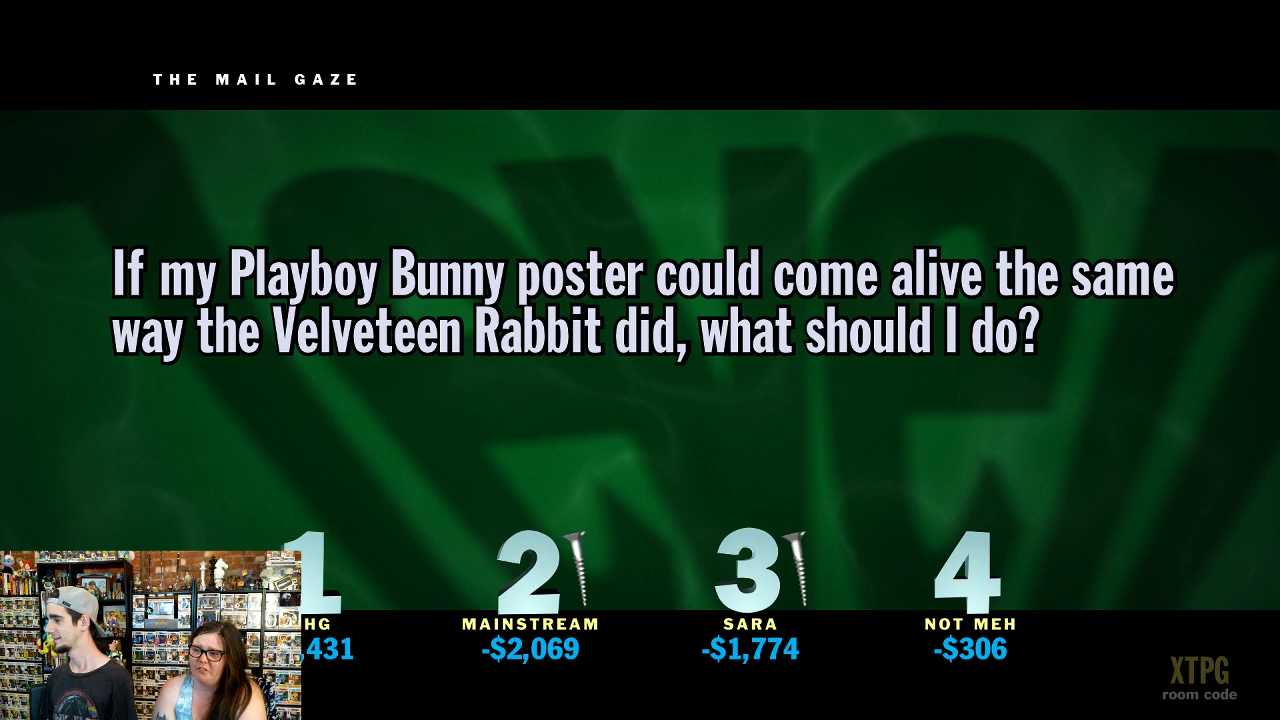 THE MAIL GAZE
If my Playboy Bunny poster could come alive the same
way the Velveteen Rabbit did, what should I do?
1 2 3 4
HG MAINSTREAM SARA NOT MEH
,431 -$2,069 -$1,774 -$306
XTPG
room code